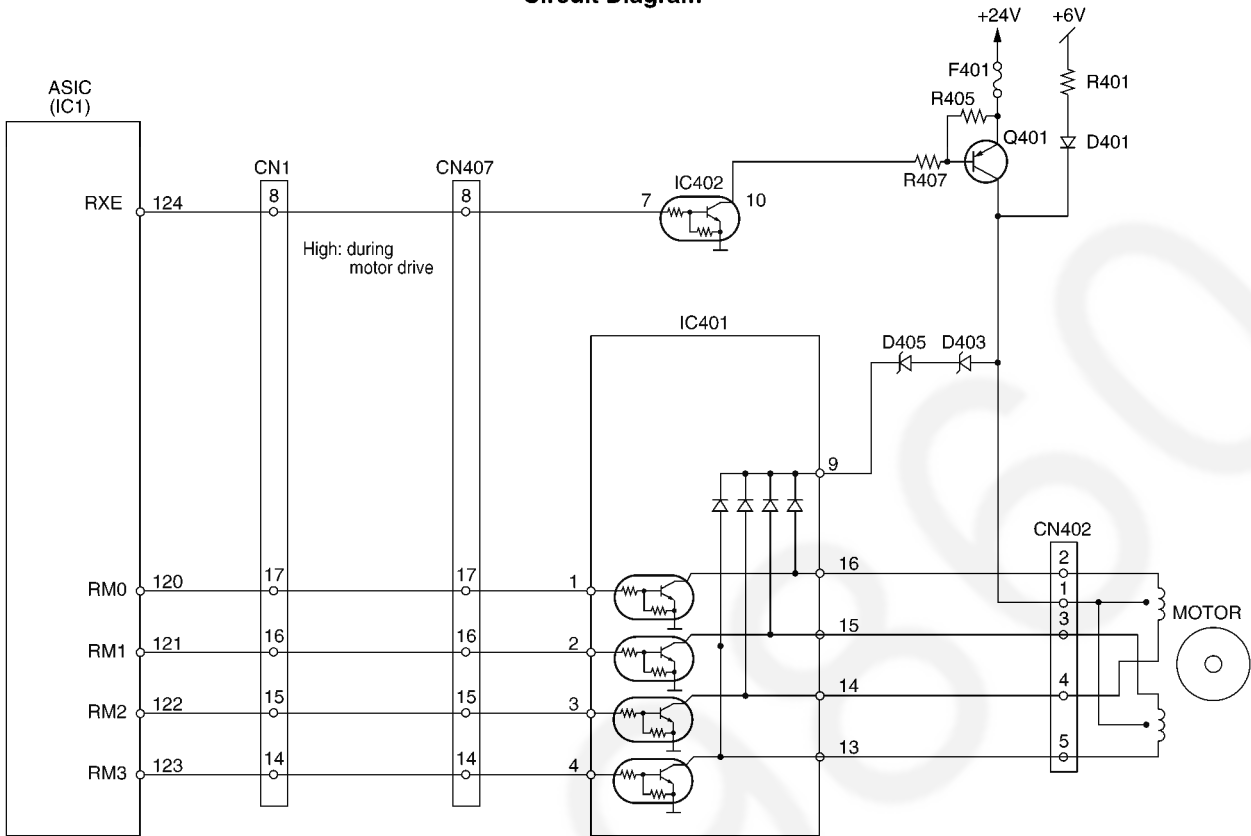 Circuit Diagram
+24V +6V
F401
R401
R405
Q401
D401
R407
ASIC
(IC1)
CN1
CN407
IC402
RXE 124 8 8 7 10
High: during
motor drive
IC401
D405 D403
9
CN402
2
16
1
RM0 120 17 17 1
MOTOR
3
15
RM1 121 16 16 2
4
14
RM2 122 15 15 3
5
13
RM3 123 14 14 4
9860